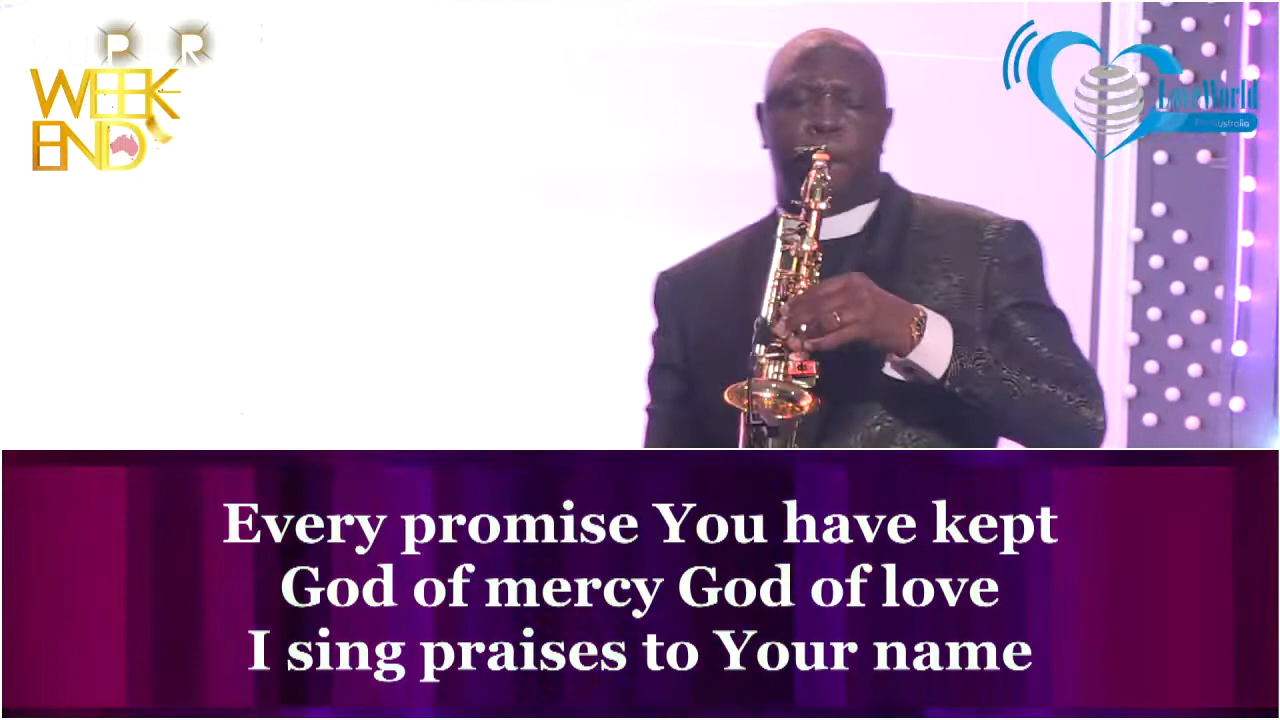 P R
WEEK
END
LoveWorld
Australia
Every promise You have kept
God of mercy God of love
I sing praises to Your name